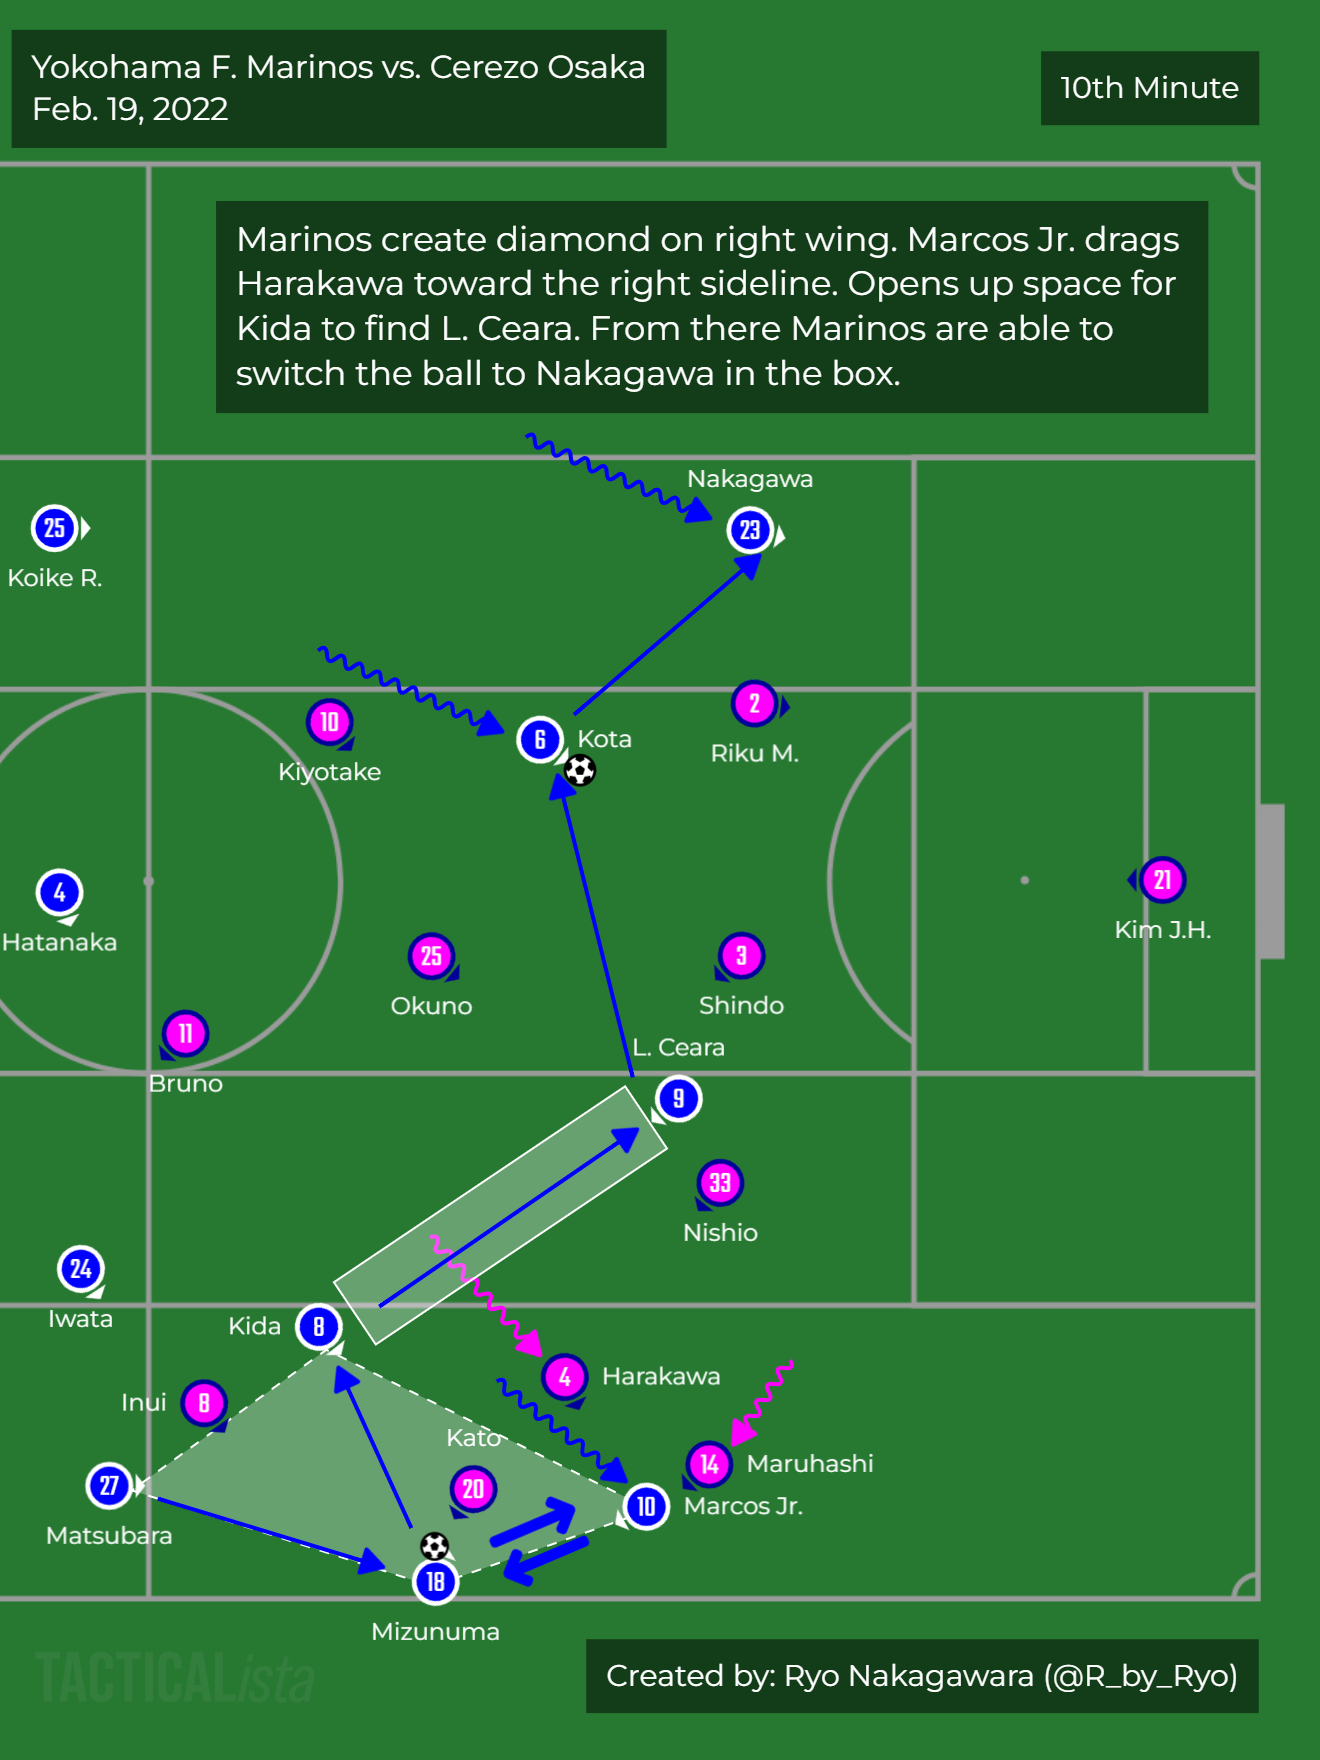 Yokohama F. Marinos vs. Cerezo Osaka
Feb. 19, 2022
10th Minute
Marinos create diamond on right wing. Marcos Jr. drags
Harakawa toward the right sideline. Opens up space for
Kida to find L. Ceara. From there Marinos are able to
switch the ball to Nakagawa in the box.
Nakagawa
23
25
Koike R.
2
Riku M.
10
Kiyotake
6 Kota
4
Hatanaka
21
Kim J.H.
25
Okuno
3
Shindo
11
Bruno
L. Ceara
9
33
Nishio
24
Iwata
Kida 8
4 Harakawa
Inui 8
Kato
20
14 Maruhashi
27
Matsubara
10 Marcos Jr.
18
Mizunuma
TACTICALista
Created by: Ryo Nakagawara (@R_by_Ryo)